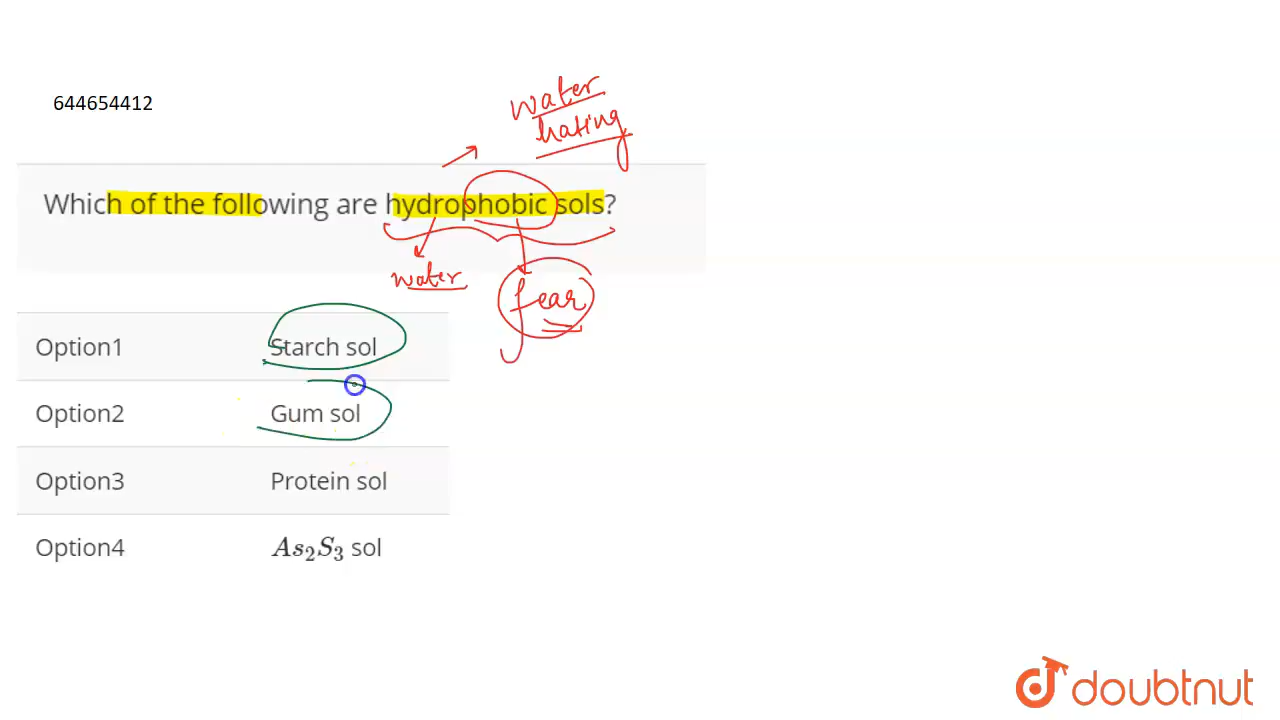 644654412
water
hating
Which of the following are hydrophobic sols?
water
fear
Option1 Starch sol
Option2 Gum sol
Option3 Protein sol
Option4 As₂S₃ sol
doubtnut